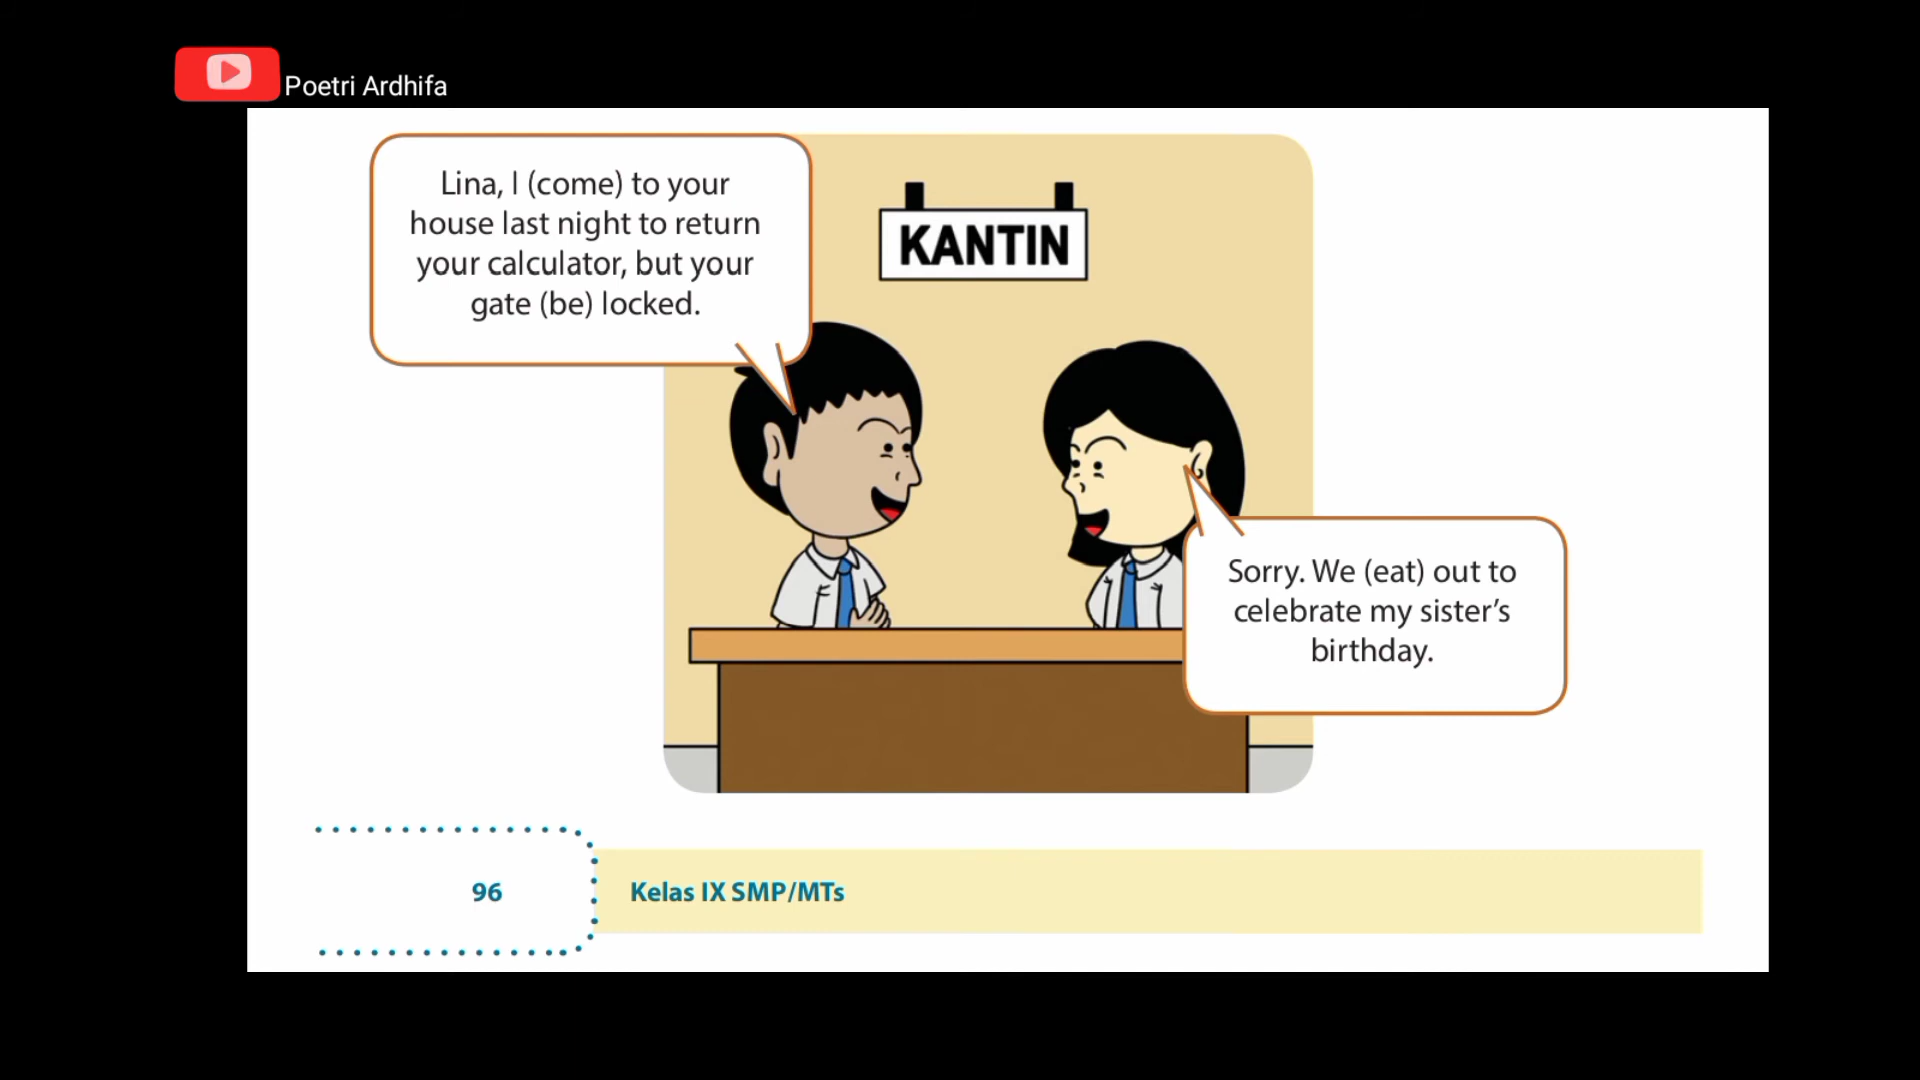 Poetri Ardhifa
Lina, I (come) to your
house last night to return
your calculator, but your
gate (be) locked.
KANTIN
Sorry. We (eat) out to
celebrate my sister’s
birthday.
96
Kelas IX SMP/MTs